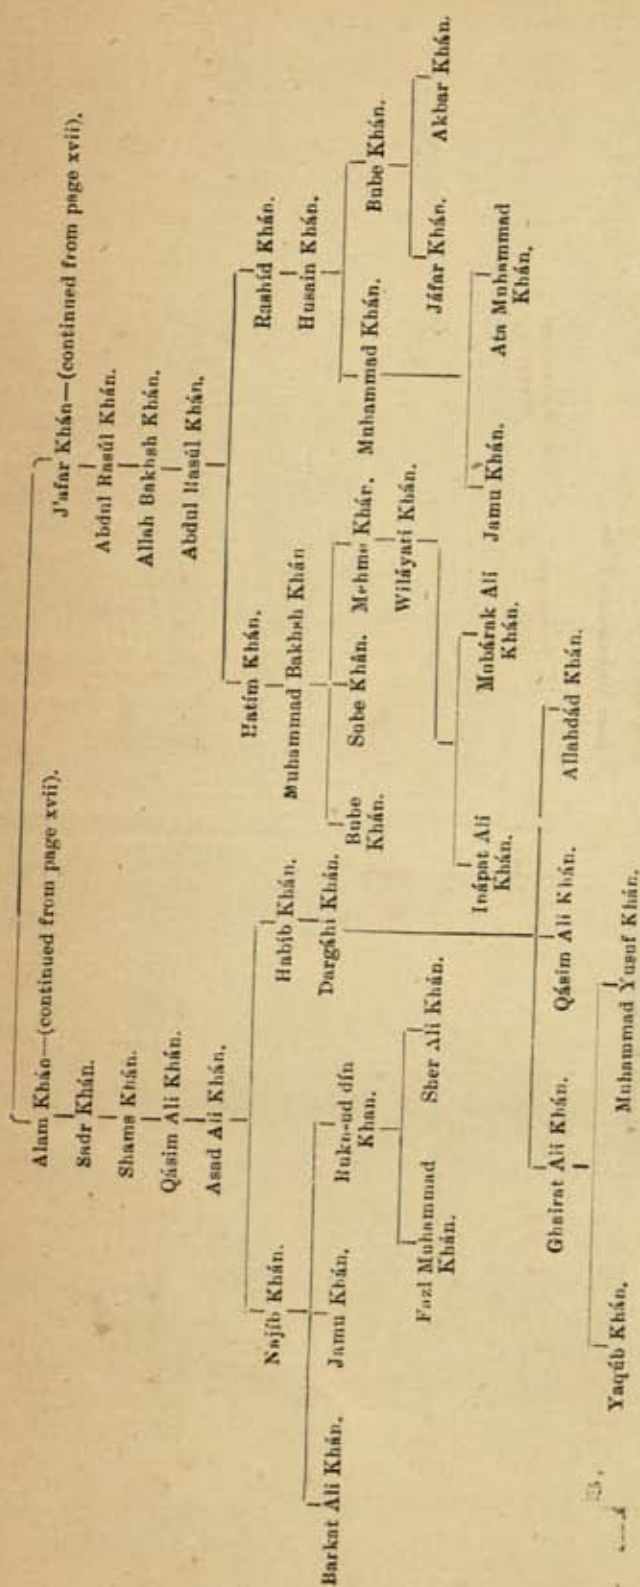 Alam Khán—(continued from page xvii).
J'afar Khán—(continued from page xvii).
Sadr Khán.
Abdul Rasúl Khán.
Shams Khán.
Allah Bakhsh Khán.
Qásim Ali Khán.
Abdul Rasúl Khán.
Asad Ali Khán.
Najíb Khán.
Habíb Khán.
Hatím Khán.
Rashíd Khán.
Dargáhi Khán.
Muhammad Bakhsh Khán
Husain Khán.
Barkat Ali Khán.
Jamu Khán.
Rukn-ud dín
Khan.
Bube
Khán.
Sube Khán.
Mehme Khán.
Muhammad Khán.
Bube Khán.
Wiláyati Khán.
Jáfar Khán.
Akbar Khán.
Fazl Muhammad
Khán.
Sher Ali Khán.
Ináyat Ali
Khán.
Mubárak Ali
Khán.
Jamu Khán.
Ata Muhammad
Khán.
Ghairat Ali Khán.
Qásim Ali Khán.
Allahdád Khán.
Yaqúb Khán.
Muhammad Yusuf Khán.